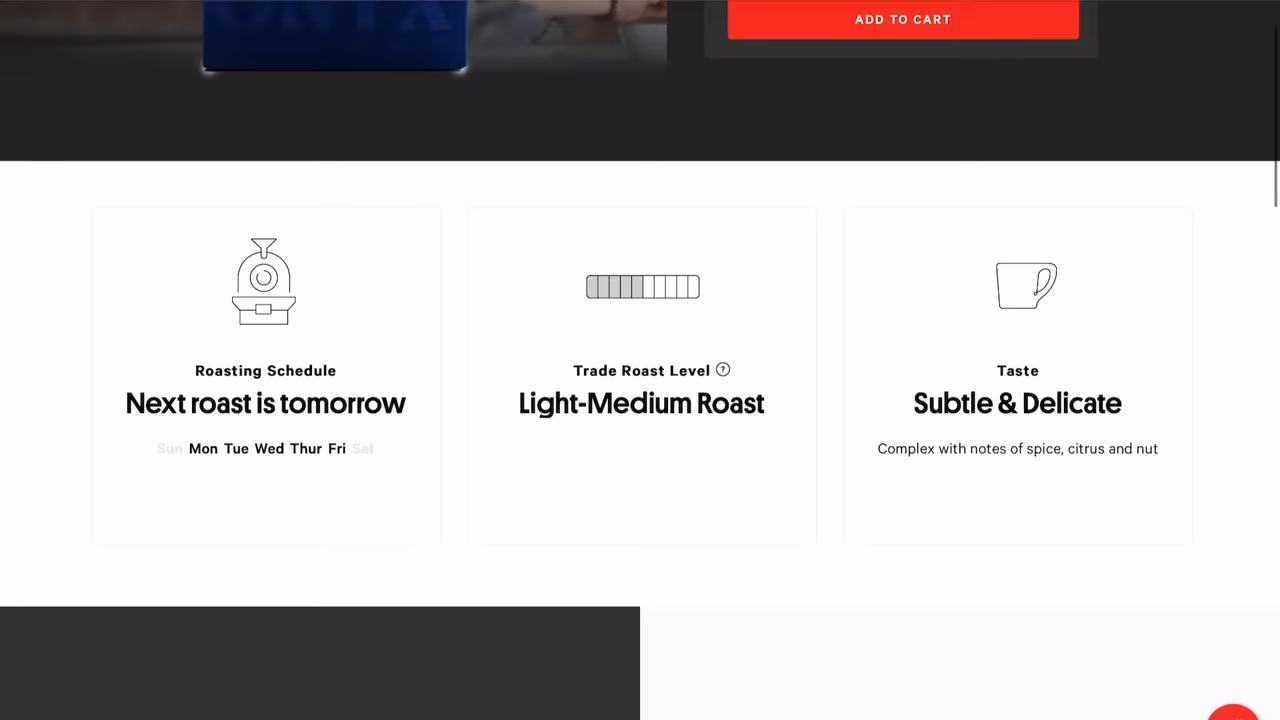 ONYX
ADD TO CART
Roasting Schedule
Next roast is tomorrow
Sun Mon Tue Wed Thur Fri Sat
Trade Roast Level ?
Light-Medium Roast
Taste
Subtle & Delicate
Complex with notes of spice, citrus and nut